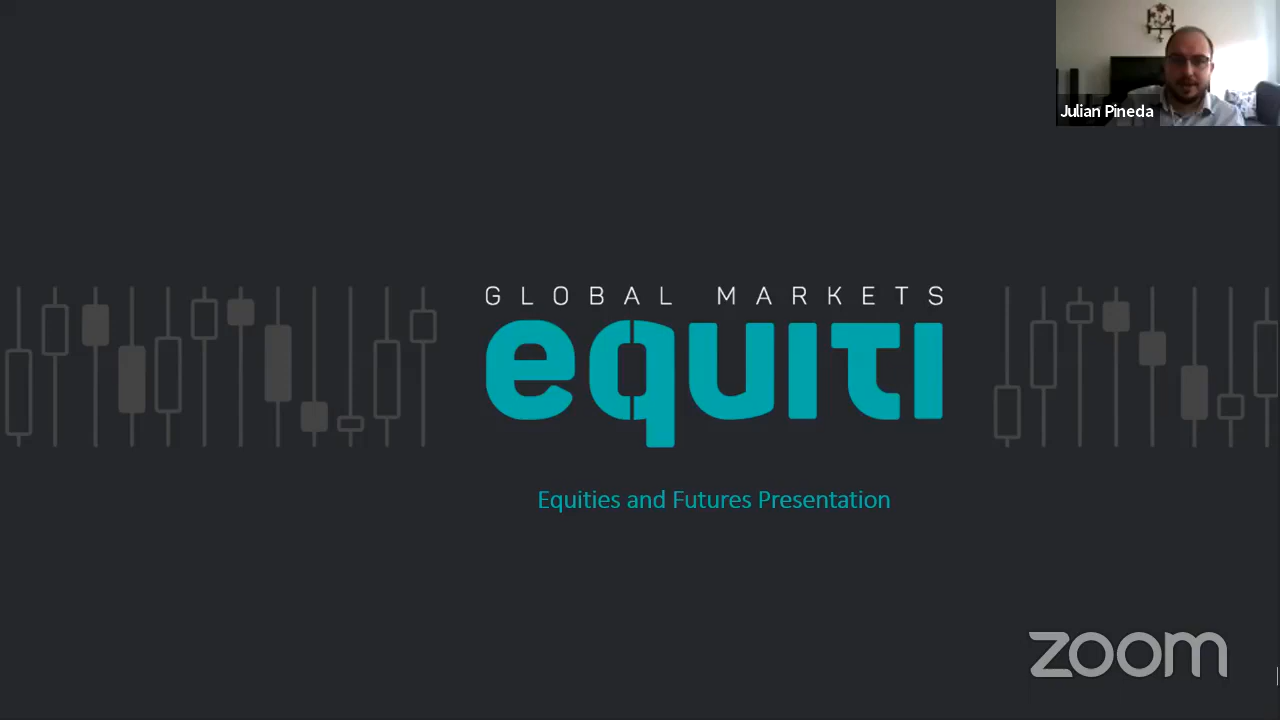 Julian Pineda
GLOBAL MARKETS
equiti
Equities and Futures Presentation
zoom